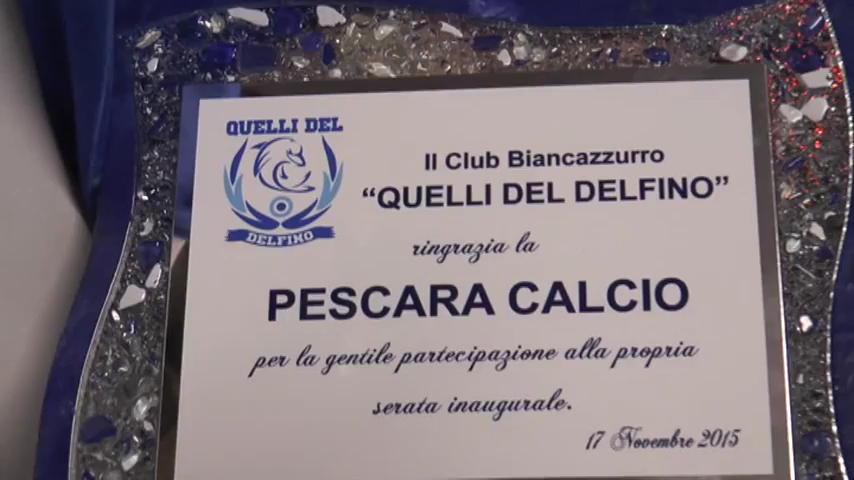 QUELLI DEL
DELFINO
Il Club Biancazzurro
“QUELLI DEL DELFINO”
ringrazia la
PESCARA CALCIO
per la gentile partecipazione alla propria
serata inaugurale.
17 Novembre 2015